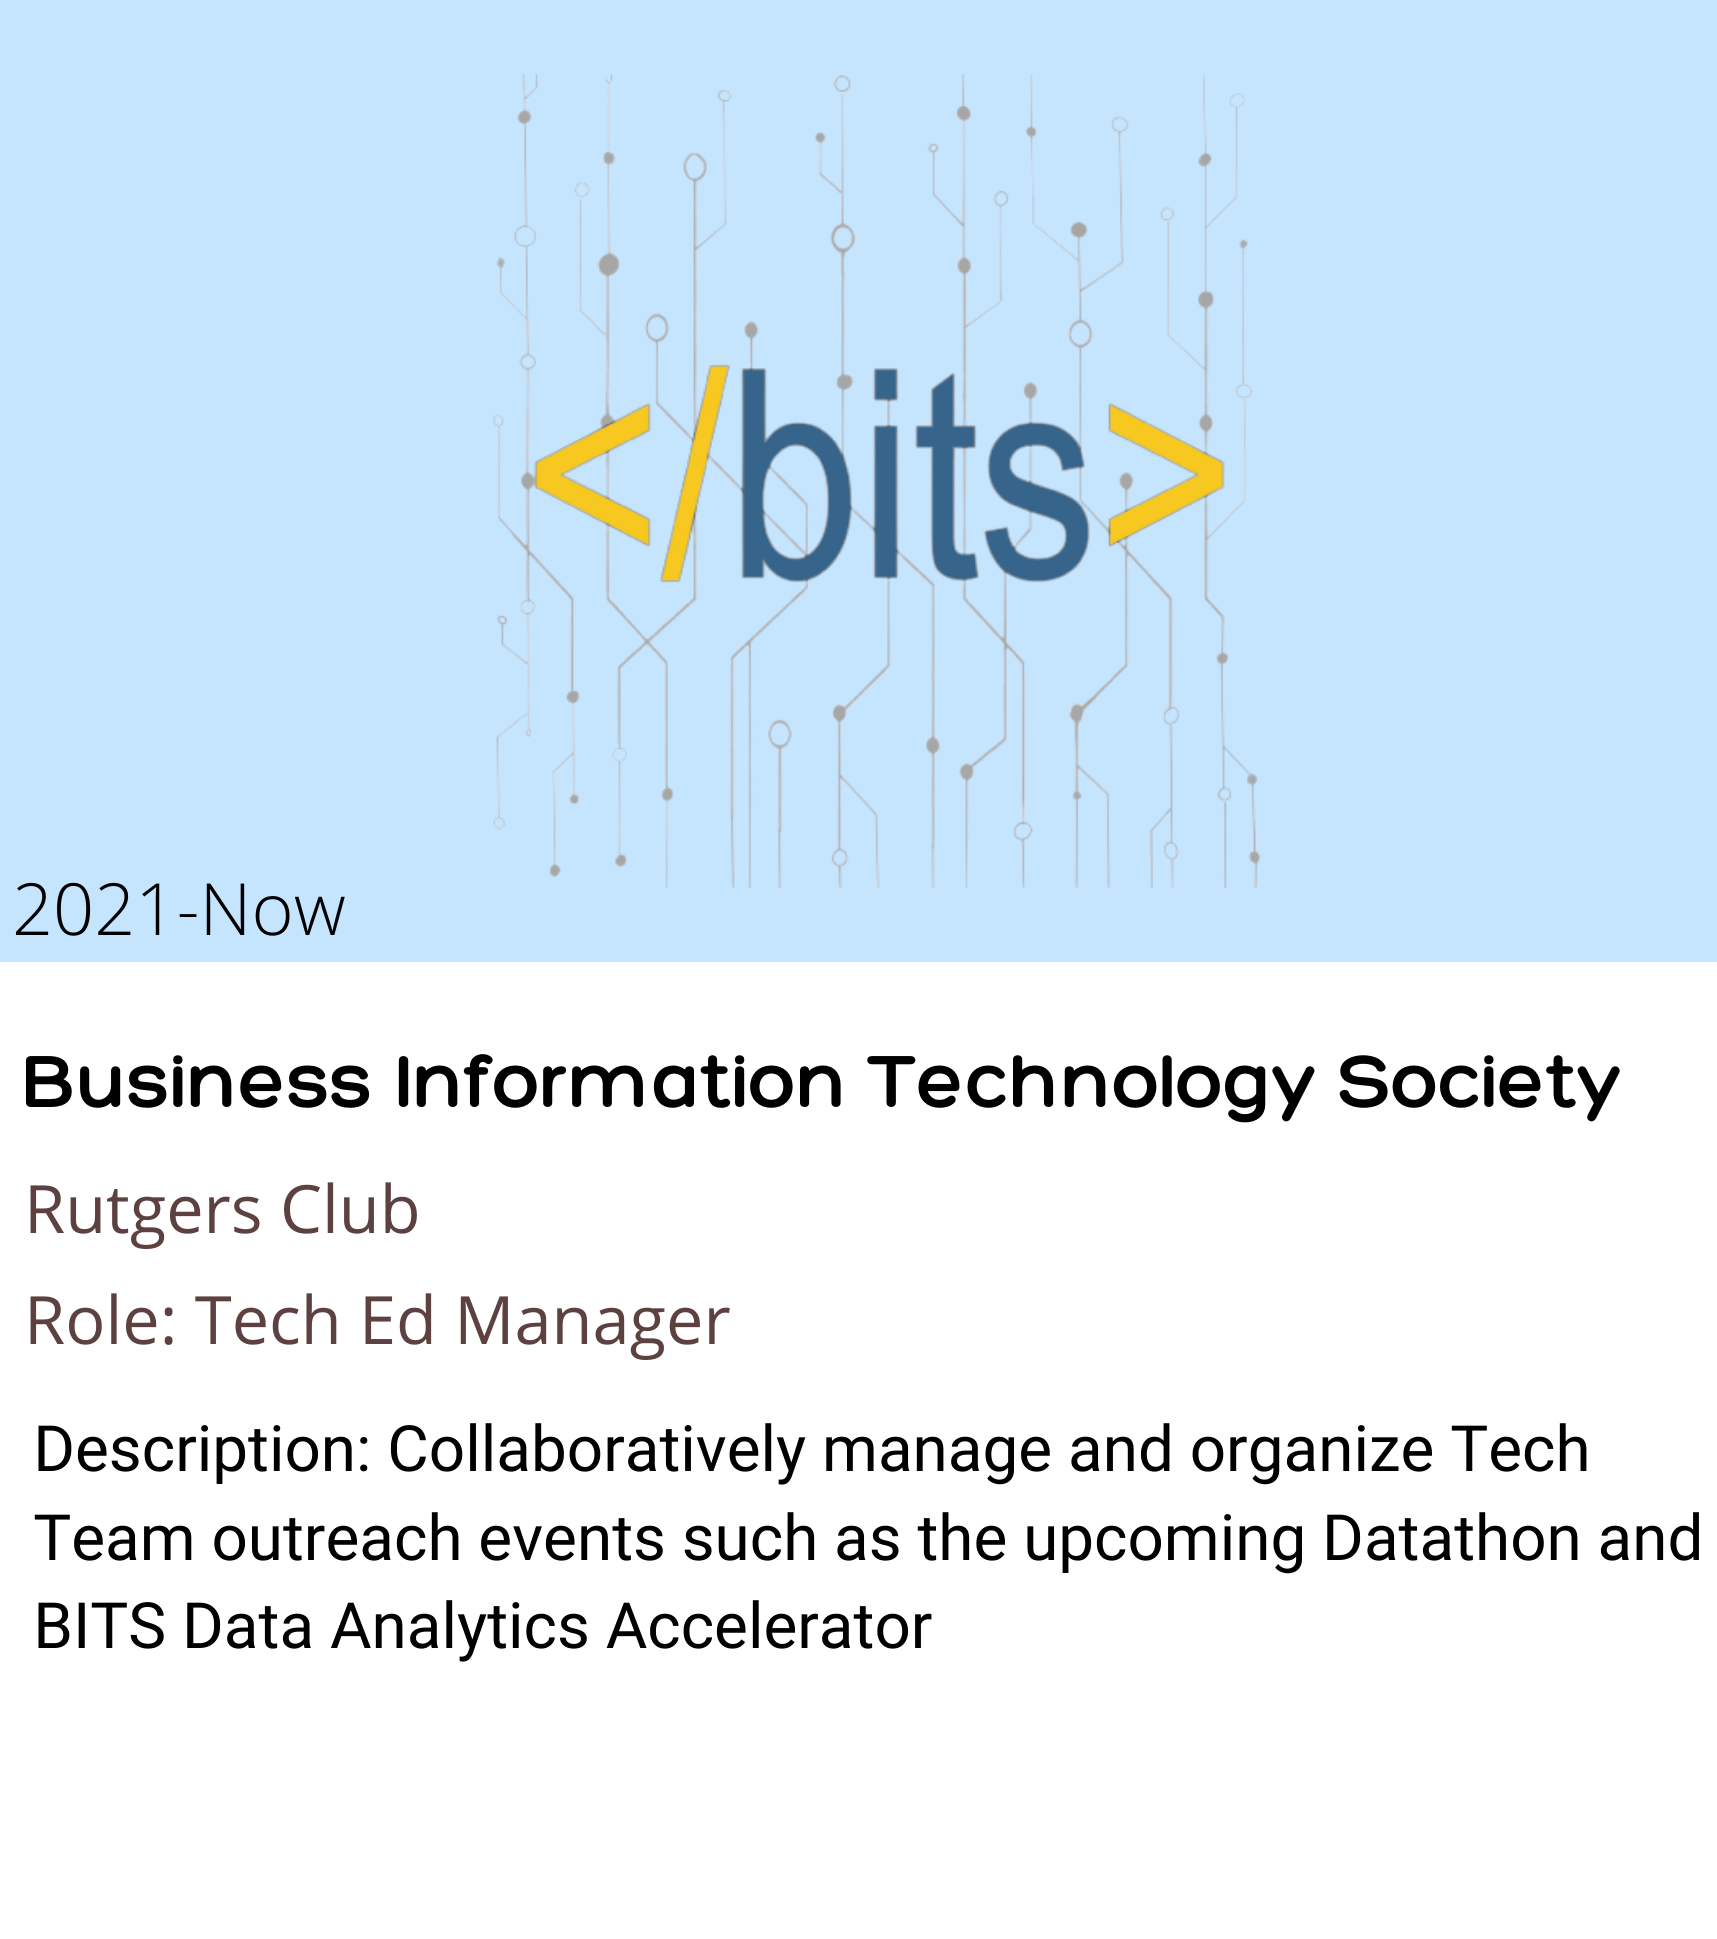 </bits>
2021-Now
Business Information Technology Society
Rutgers Club
Role: Tech Ed Manager
Description: Collaboratively manage and organize Tech
Team outreach events such as the upcoming Datathon and
BITS Data Analytics Accelerator